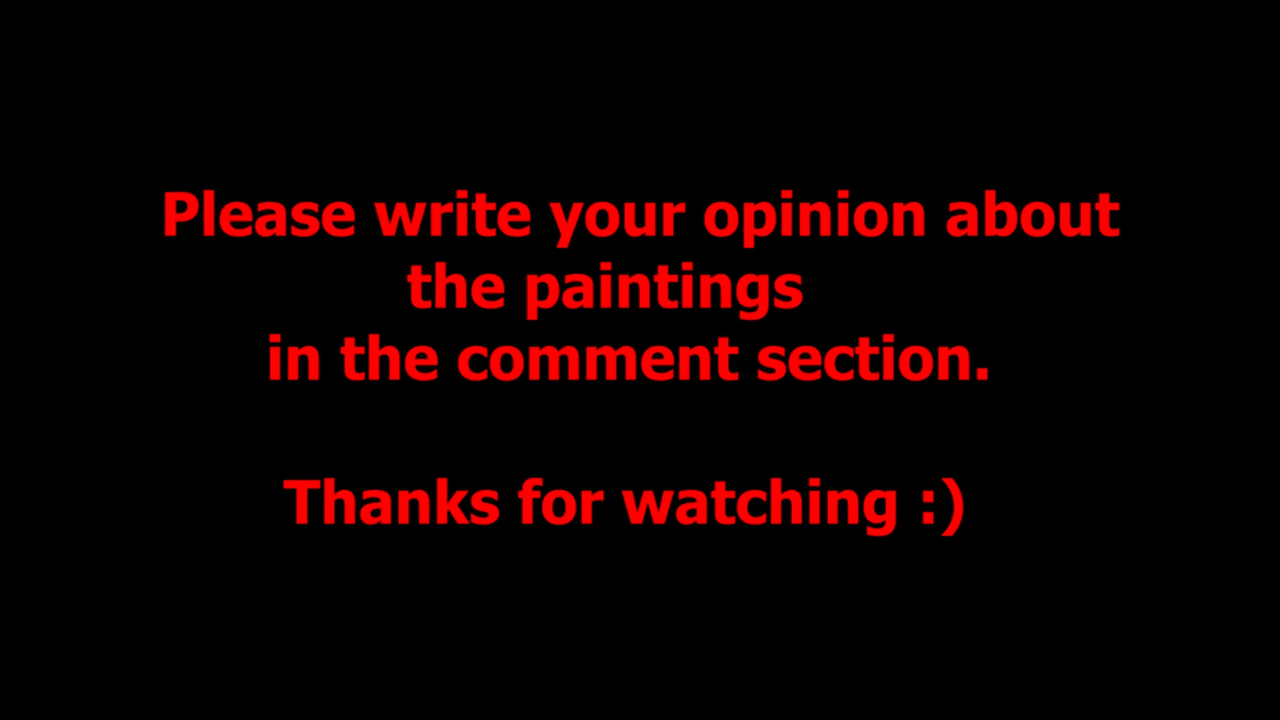 Please write your opinion about
the paintings
in the comment section.
Thanks for watching :)